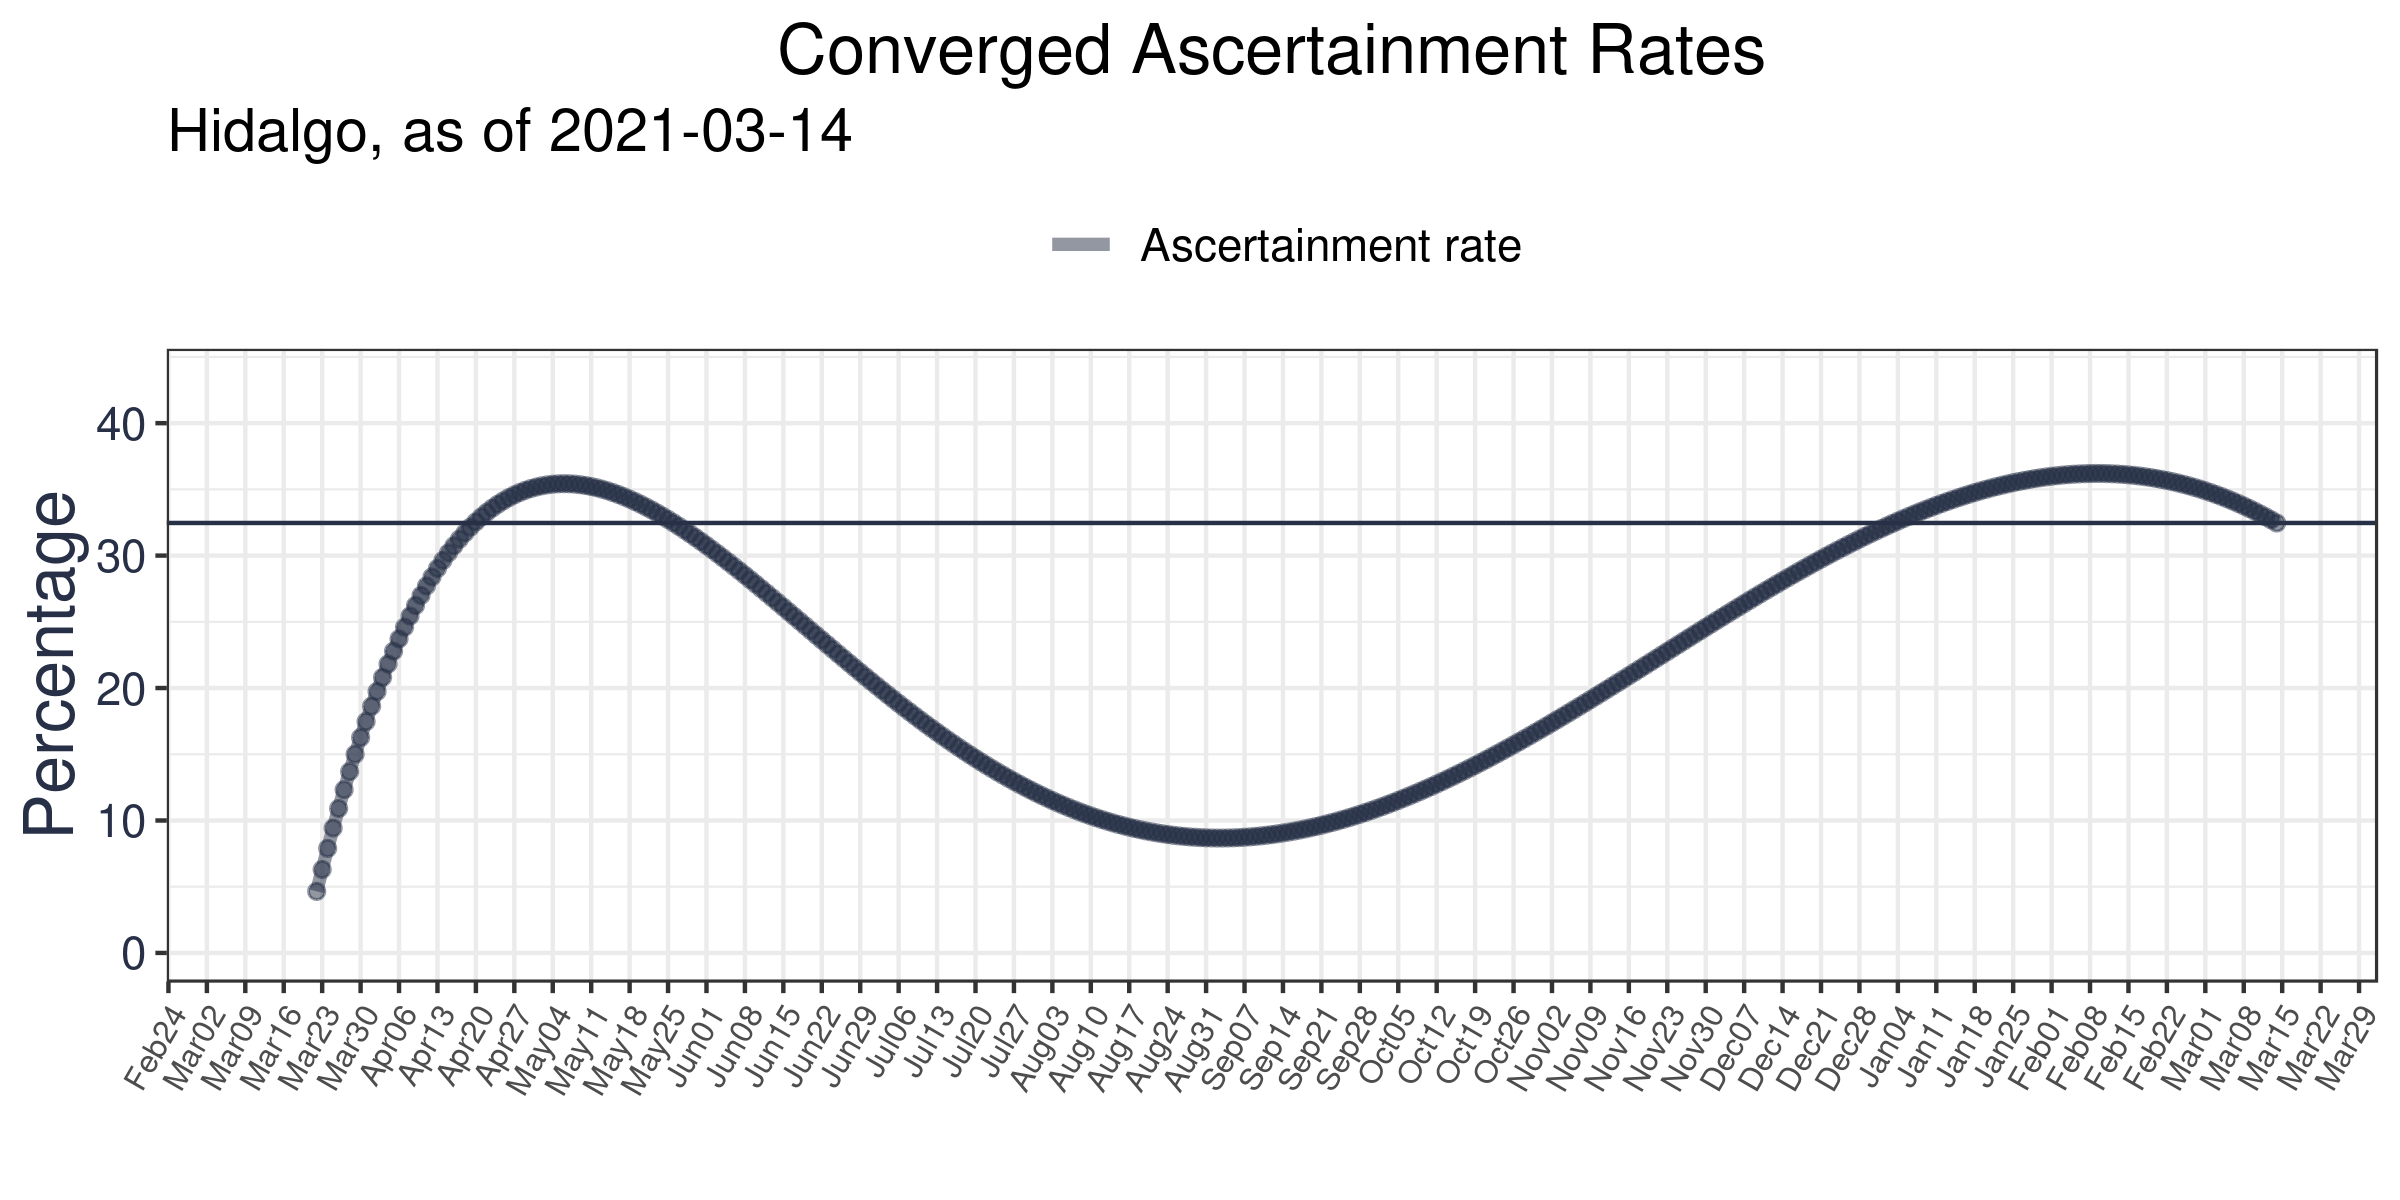 Converged Ascertainment Rates
Hidalgo, as of 2021-03-14
Ascertainment rate
Percentage
40
30
20
10
0
Feb24 Mar02 Mar09 Mar16 Mar23 Mar30 Apr06 Apr13 Apr20 Apr27 May04 May11 May18 May25 Jun01 Jun08 Jun15 Jun22 Jun29 Jul06 Jul13 Jul20 Jul27 Aug03 Aug10 Aug17 Aug24 Aug31 Sep07 Sep14 Sep21 Sep28 Oct05 Oct12 Oct19 Oct26 Nov02 Nov09 Nov16 Nov23 Nov30 Dec07 Dec14 Dec21 Dec28 Jan04 Jan11 Jan18 Jan25 Feb01 Feb08 Feb15 Feb22 Mar01 Mar08 Mar15 Mar22 Mar29